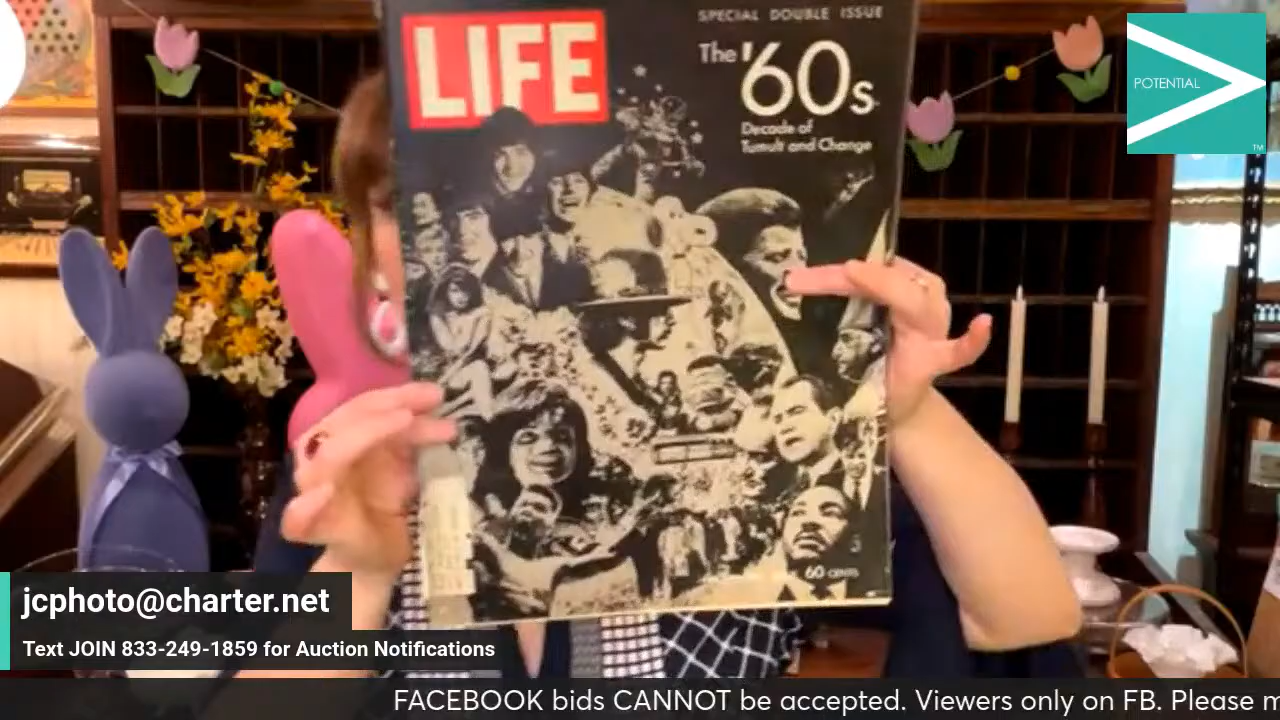 LIFE
SPECIAL DOUBLE ISSUE
The '60s
Decade of
Tumult and Change
60 CENTS
POTENTIAL
TM
jcphoto@charter.net
Text JOIN 833-249-1859 for Auction Notifications
FACEBOOK bids CANNOT be accepted. Viewers only on FB. Please m